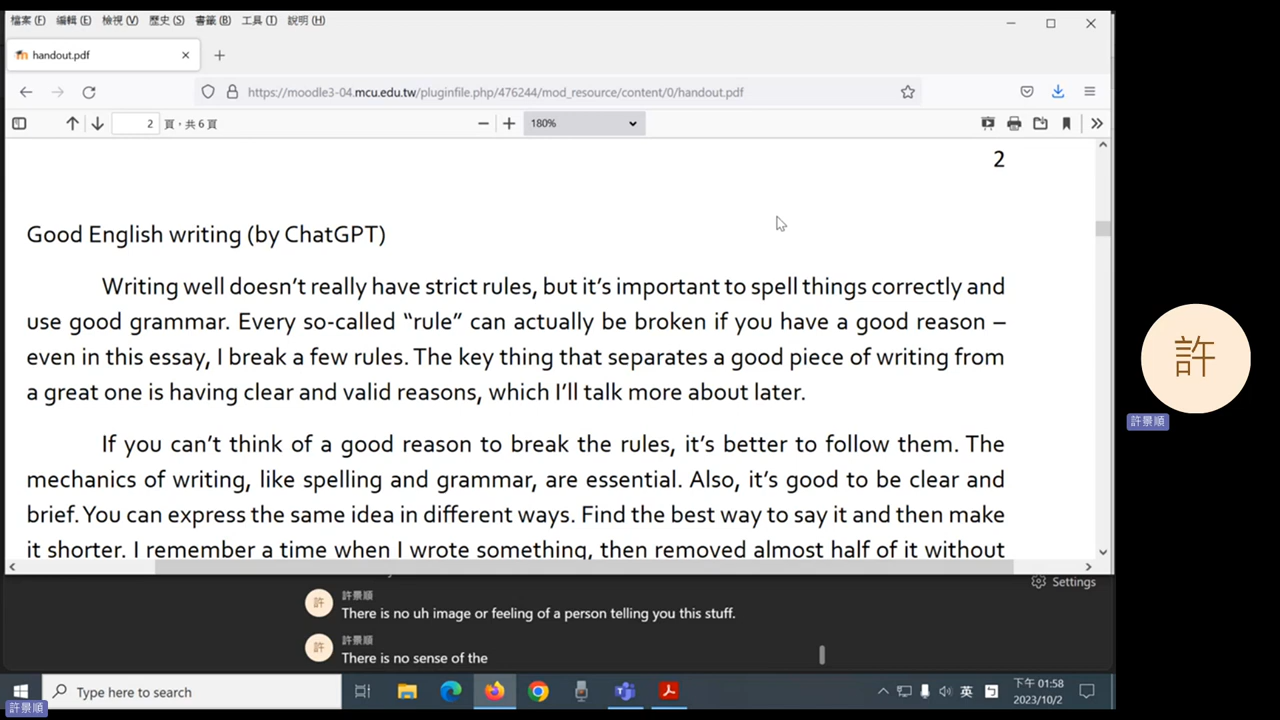 檔案(F) 編輯(E) 檢視(V) 歷史(S) 書籤(B) 工具(T) 說明(H)
handout.pdf
https://moodle3-04.mcu.edu.tw/pluginfile.php/476244/mod_resource/content/0/handout.pdf
2 頁,共 6 頁 180%
2
Good English writing (by ChatGPT)
Writing well doesn’t really have strict rules, but it’s important to spell things correctly and
use good grammar. Every so-called “rule” can actually be broken if you have a good reason –
even in this essay, I break a few rules. The key thing that separates a good piece of writing from
a great one is having clear and valid reasons, which I’ll talk more about later.
If you can’t think of a good reason to break the rules, it’s better to follow them. The
mechanics of writing, like spelling and grammar, are essential. Also, it’s good to be clear and
brief. You can express the same idea in different ways. Find the best way to say it and then make
it shorter. I remember a time when I wrote something, then removed almost half of it without
許
許景順
Settings
許 許景順
There is no uh image or feeling of a person telling you this stuff.
許 許景順
There is no sense of the
Type here to search
英
下午 01:58
2023/10/2
許景順